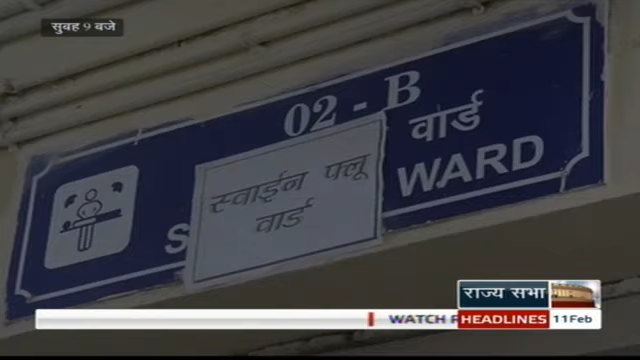 सुबह 9 बजे
02 - B
वार्ड
S
WARD
स्वाईन फ्लू
वार्ड
राज्य सभा
WATCH
HEADLINES
11Feb